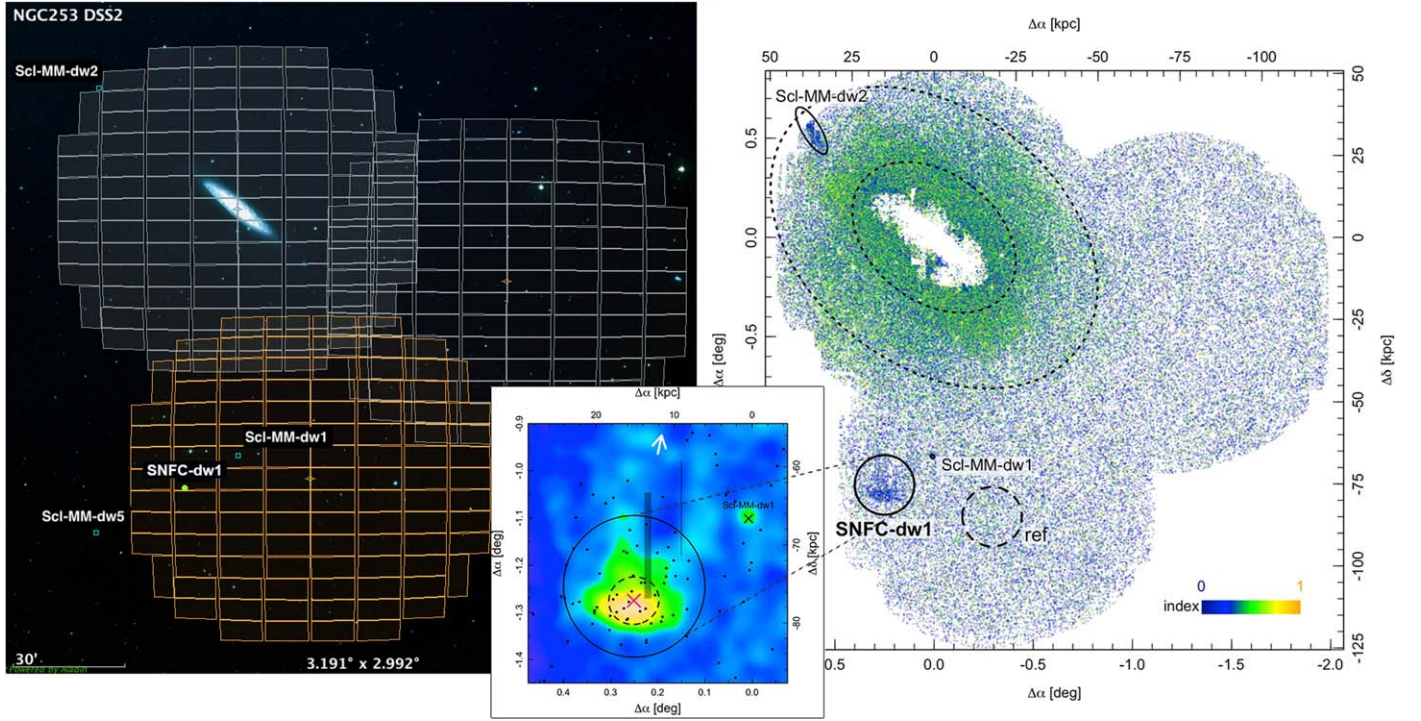 NGC253 DSS2
Scl-MM-dw2
Scl-MM-dw1
SNFC-dw1
Scl-MM-dw5
30'
Powered by Aladin
3.191° x 2.992°
Δα [kpc]
50 25 0 -25 -50 -75 -100
Scl-MM-dw2
0.5
0.0
-0.5
Δα [deg]
50
25
0
25
-50
-75
-100
-125
Δδ [kpc]
Scl-MM-dw1
SNFC-dw1
ref
0 1
index
0.5 0.0 -0.5 -1.0 -1.5 -2.0
Δα [deg]
Δα [kpc]
20 10 0
-0.9
-1.0
-1.1
-1.2
-1.3
-1.4
Δα [deg]
Scl-MM-dw1
-60
-70
-80
Δδ [kpc]
0.4 0.3 0.2 0.1 0.0
Δα [deg]